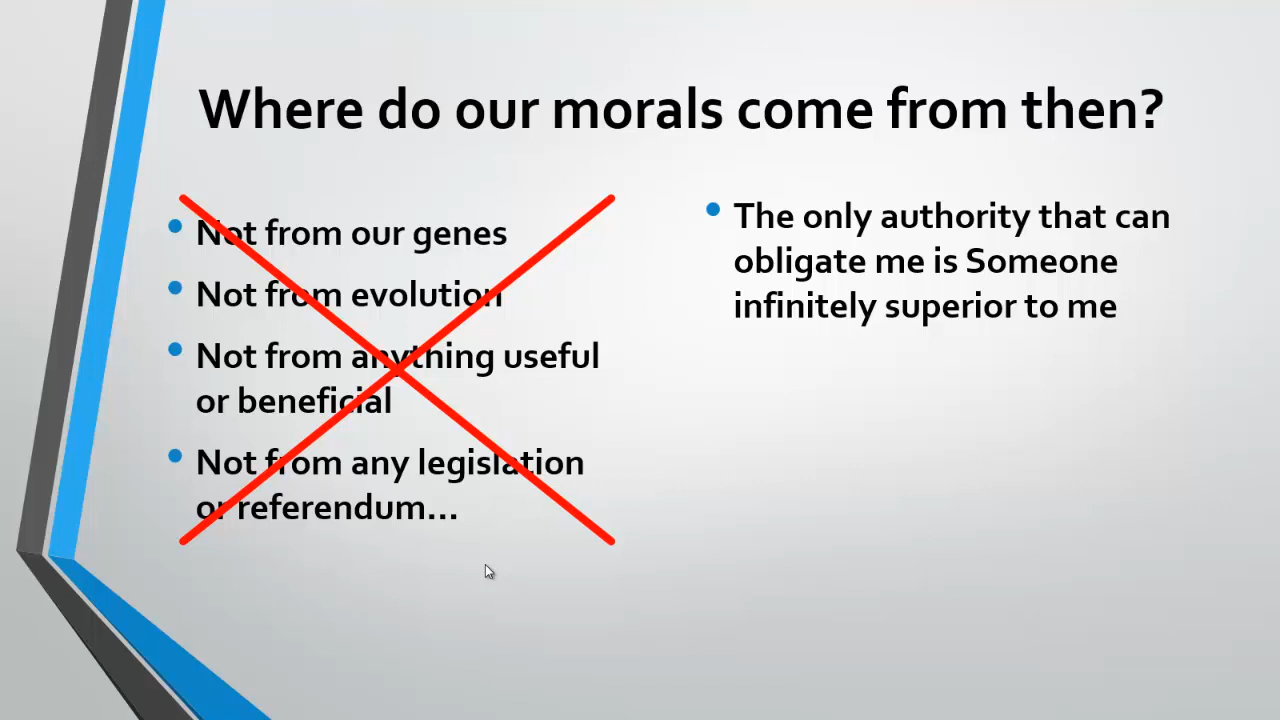 Where do our morals come from then?
Not from our genes
Not from evolution
Not from anything useful
or beneficial
Not from any legislation
or referendum...
The only authority that can
obligate me is Someone
infinitely superior to me